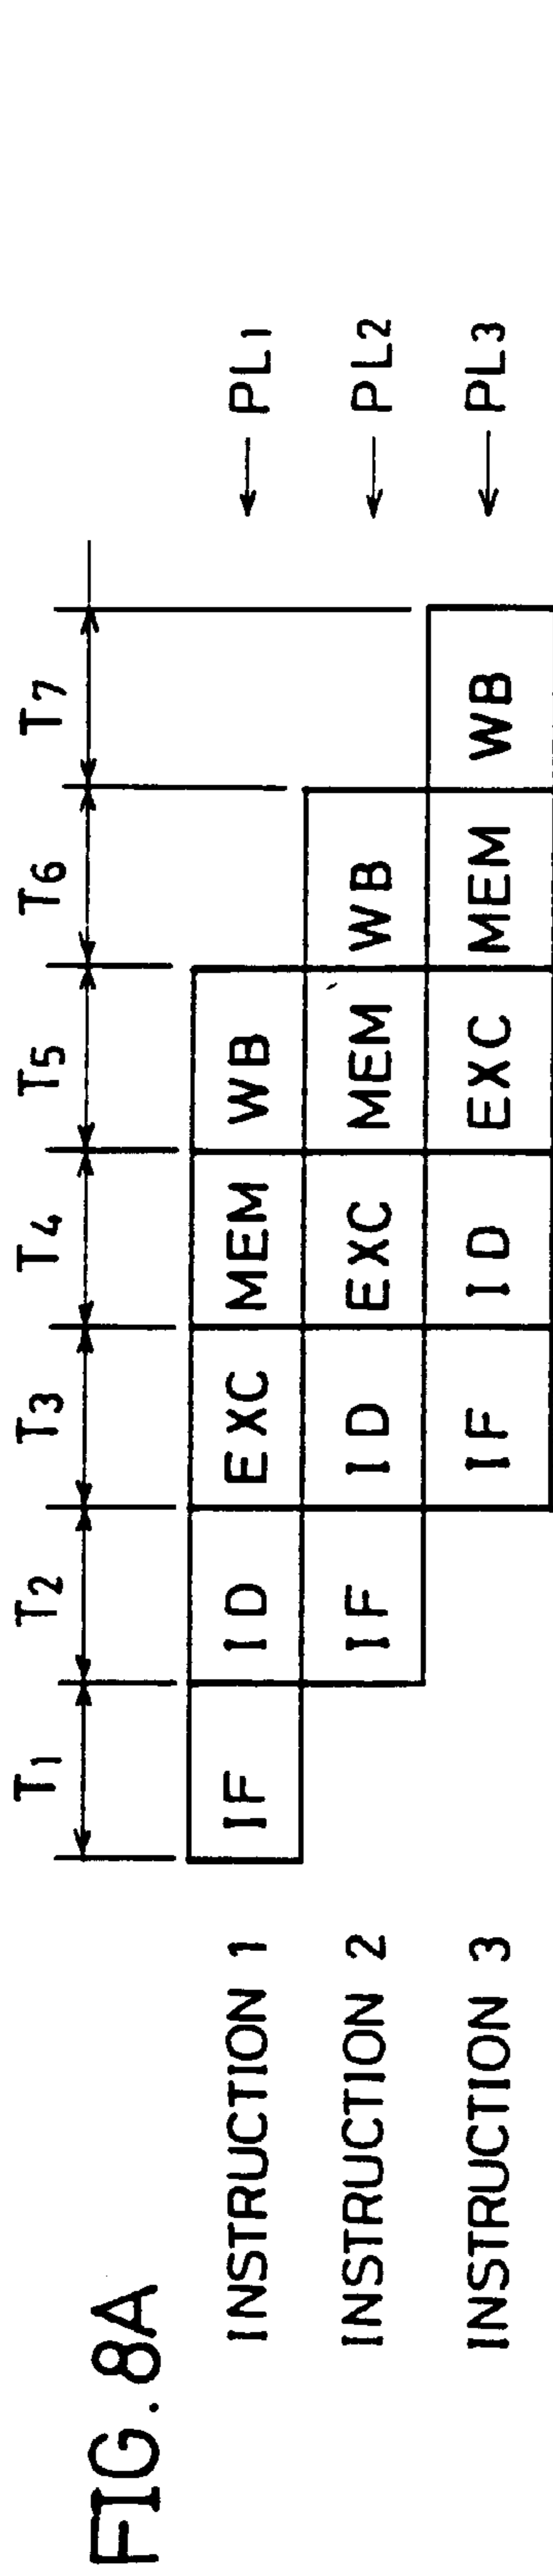 FIG. 8A
T1 T2 T3 T4 T5 T6 T7
INSTRUCTION 1 IF ID EXC MEM WB ← PL1
INSTRUCTION 2 IF ID EXC MEM WB ← PL2
INSTRUCTION 3 IF ID EXC MEM WB ← PL3